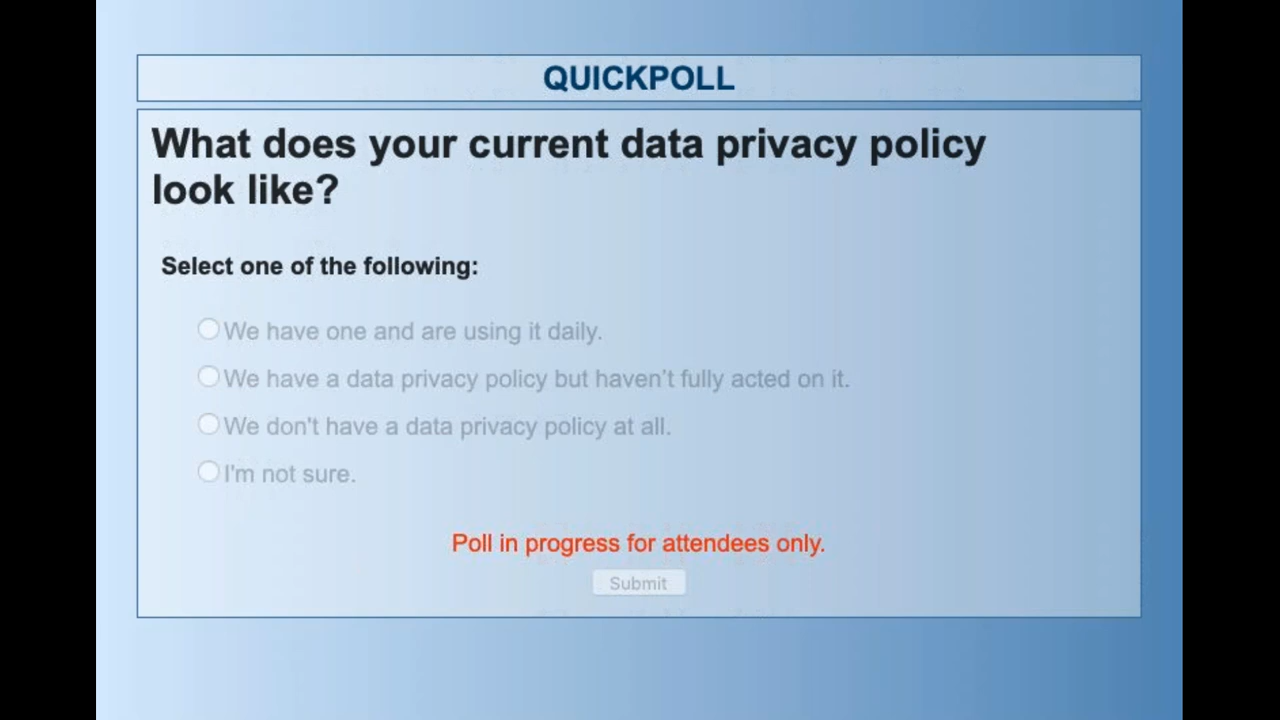 QUICKPOLL
What does your current data privacy policy
look like?
Select one of the following:
We have one and are using it daily.
We have a data privacy policy but haven’t fully acted on it.
We don't have a data privacy policy at all.
I'm not sure.
Poll in progress for attendees only.
Submit